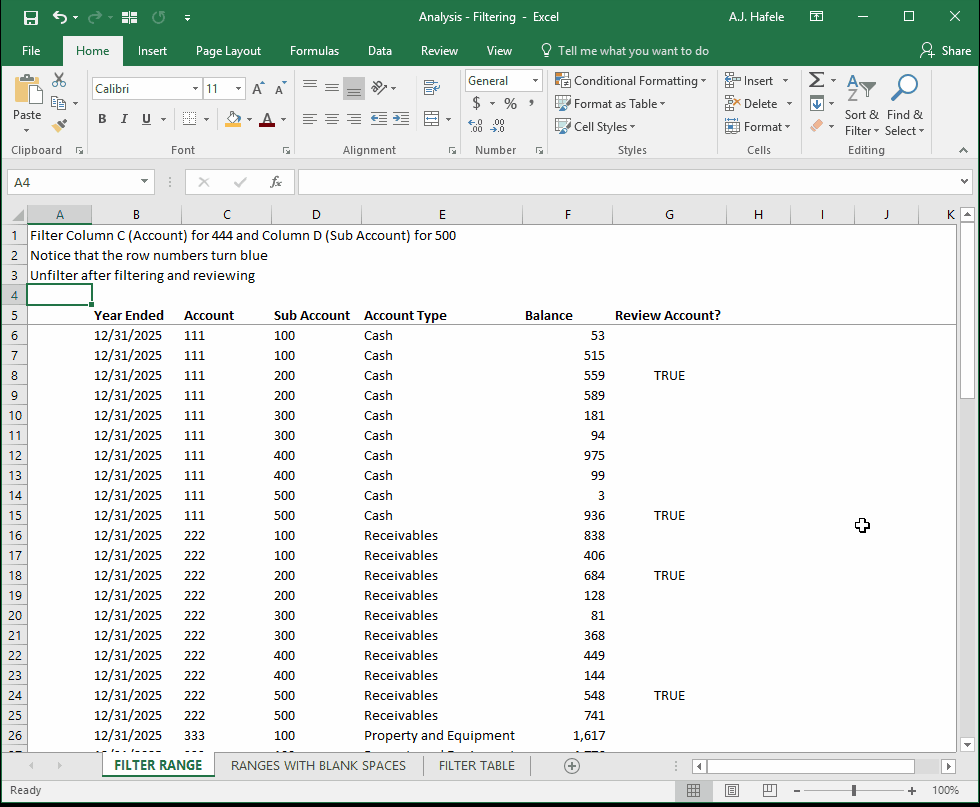 Analysis - Filtering - Excel
A.J. Hafele
File Home Insert Page Layout Formulas Data Review View Tell me what you want to do Share
Paste
Clipboard
Calibri 11 A A
B I U A
Font
Alignment
General
$ % ,
.00 .00
Number
Conditional Formatting
Format as Table
Cell Styles
Styles
Insert
Delete
Format
Cells
Σ
A
Z
Sort &
Filter
Find &
Select
Editing
A4 fx
A B C D E F G H I J K
1 Filter Column C (Account) for 444 and Column D (Sub Account) for 500
2 Notice that the row numbers turn blue
3 Unfilter after filtering and reviewing
4
5 Year Ended Account Sub Account Account Type Balance Review Account?
6 12/31/2025 111 100 Cash 53
7 12/31/2025 111 100 Cash 515
8 12/31/2025 111 200 Cash 559 TRUE
9 12/31/2025 111 200 Cash 589
10 12/31/2025 111 300 Cash 181
11 12/31/2025 111 300 Cash 94
12 12/31/2025 111 400 Cash 975
13 12/31/2025 111 400 Cash 99
14 12/31/2025 111 500 Cash 3
15 12/31/2025 111 500 Cash 936 TRUE
16 12/31/2025 222 100 Receivables 838
17 12/31/2025 222 100 Receivables 406
18 12/31/2025 222 200 Receivables 684 TRUE
19 12/31/2025 222 200 Receivables 128
20 12/31/2025 222 300 Receivables 81
21 12/31/2025 222 300 Receivables 368
22 12/31/2025 222 400 Receivables 449
23 12/31/2025 222 400 Receivables 144
24 12/31/2025 222 500 Receivables 548 TRUE
25 12/31/2025 222 500 Receivables 741
26 12/31/2025 333 100 Property and Equipment 1,617
FILTER RANGE RANGES WITH BLANK SPACES FILTER TABLE
Ready 100%